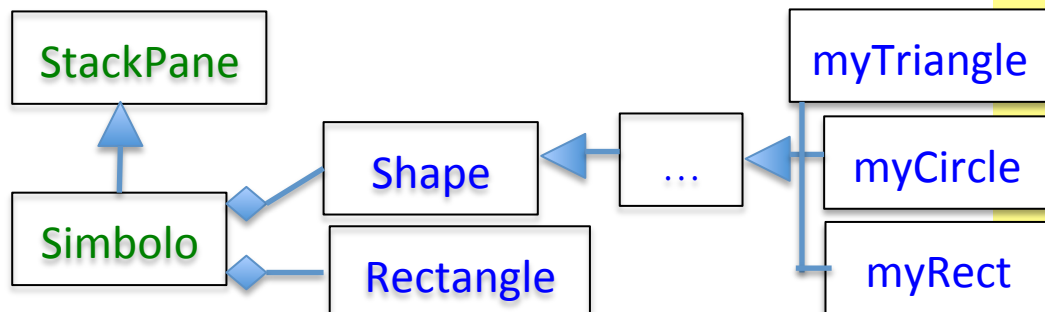 StackPane
myTriangle
Shape
...
myCircle
Simbolo
Rectangle
myRect